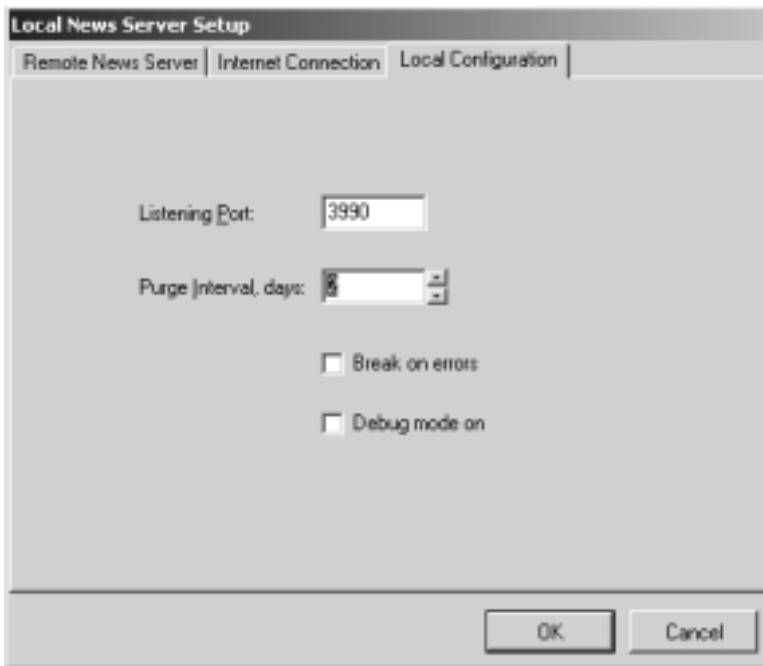 Local News Server Setup
Remote News Server Internet Connection Local Configuration
Listening Port: 3990
Purge Interval, days:
Break on errors
Debug mode on
OK Cancel